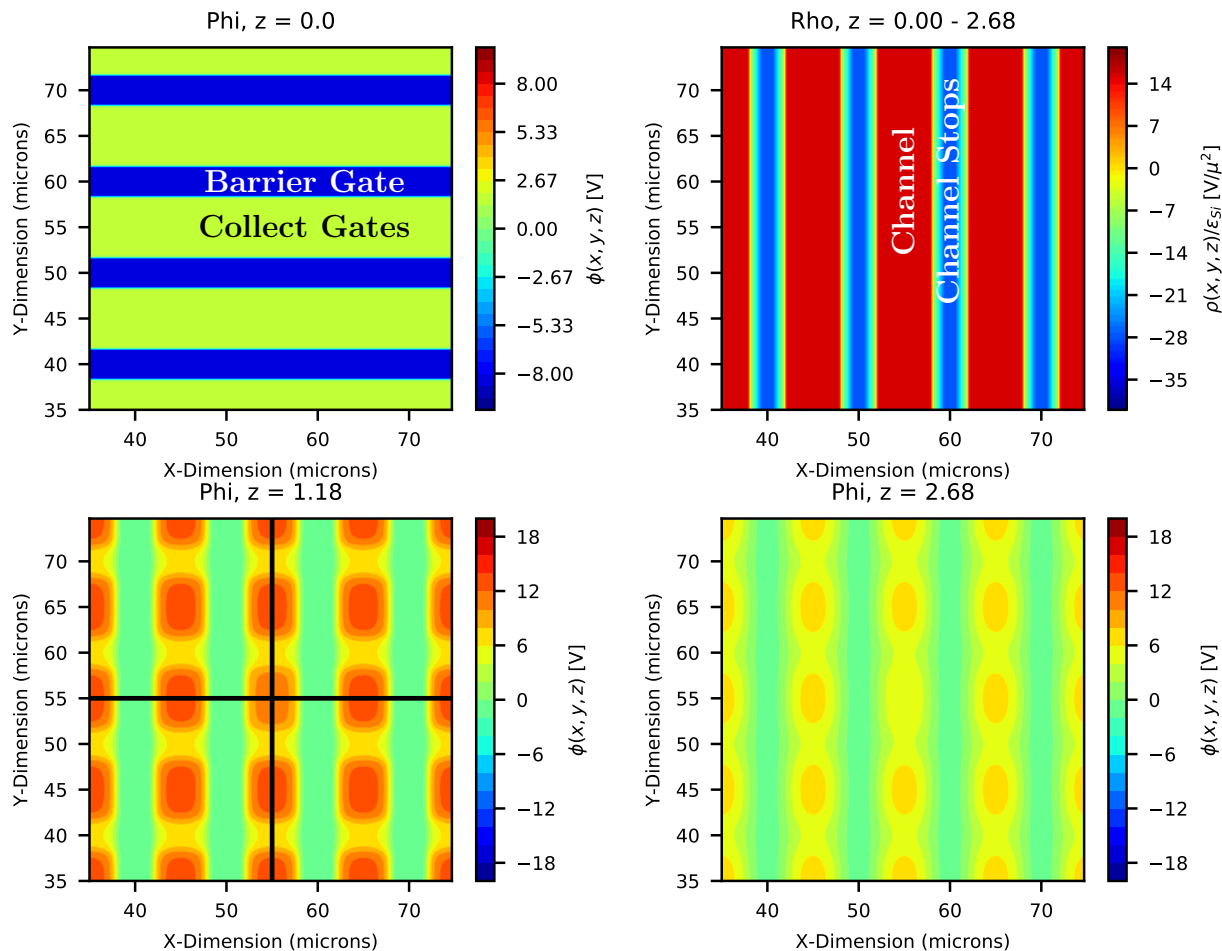 Phi, z = 0.0
Y-Dimension (microns)
70
65
60
55
50
45
40
35
Barrier Gate
Collect Gates
40 50 60 70
X-Dimension (microns)
8.00
5.33
2.67
0.00
−2.67
−5.33
−8.00
ϕ(x, y, z) [V]
Rho, z = 0.00 - 2.68
Y-Dimension (microns)
70
65
60
55
50
45
40
35
Channel
Channel Stops
40 50 60 70
X-Dimension (microns)
14
7
0
−7
−14
−21
−28
−35
ρ(x, y, z)/εSi [V/μ²]
Phi, z = 1.18
Y-Dimension (microns)
70
65
60
55
50
45
40
35
40 50 60 70
X-Dimension (microns)
18
12
6
0
−6
−12
−18
ϕ(x, y, z) [V]
Phi, z = 2.68
Y-Dimension (microns)
70
65
60
55
50
45
40
35
40 50 60 70
X-Dimension (microns)
18
12
6
0
−6
−12
−18
ϕ(x, y, z) [V]